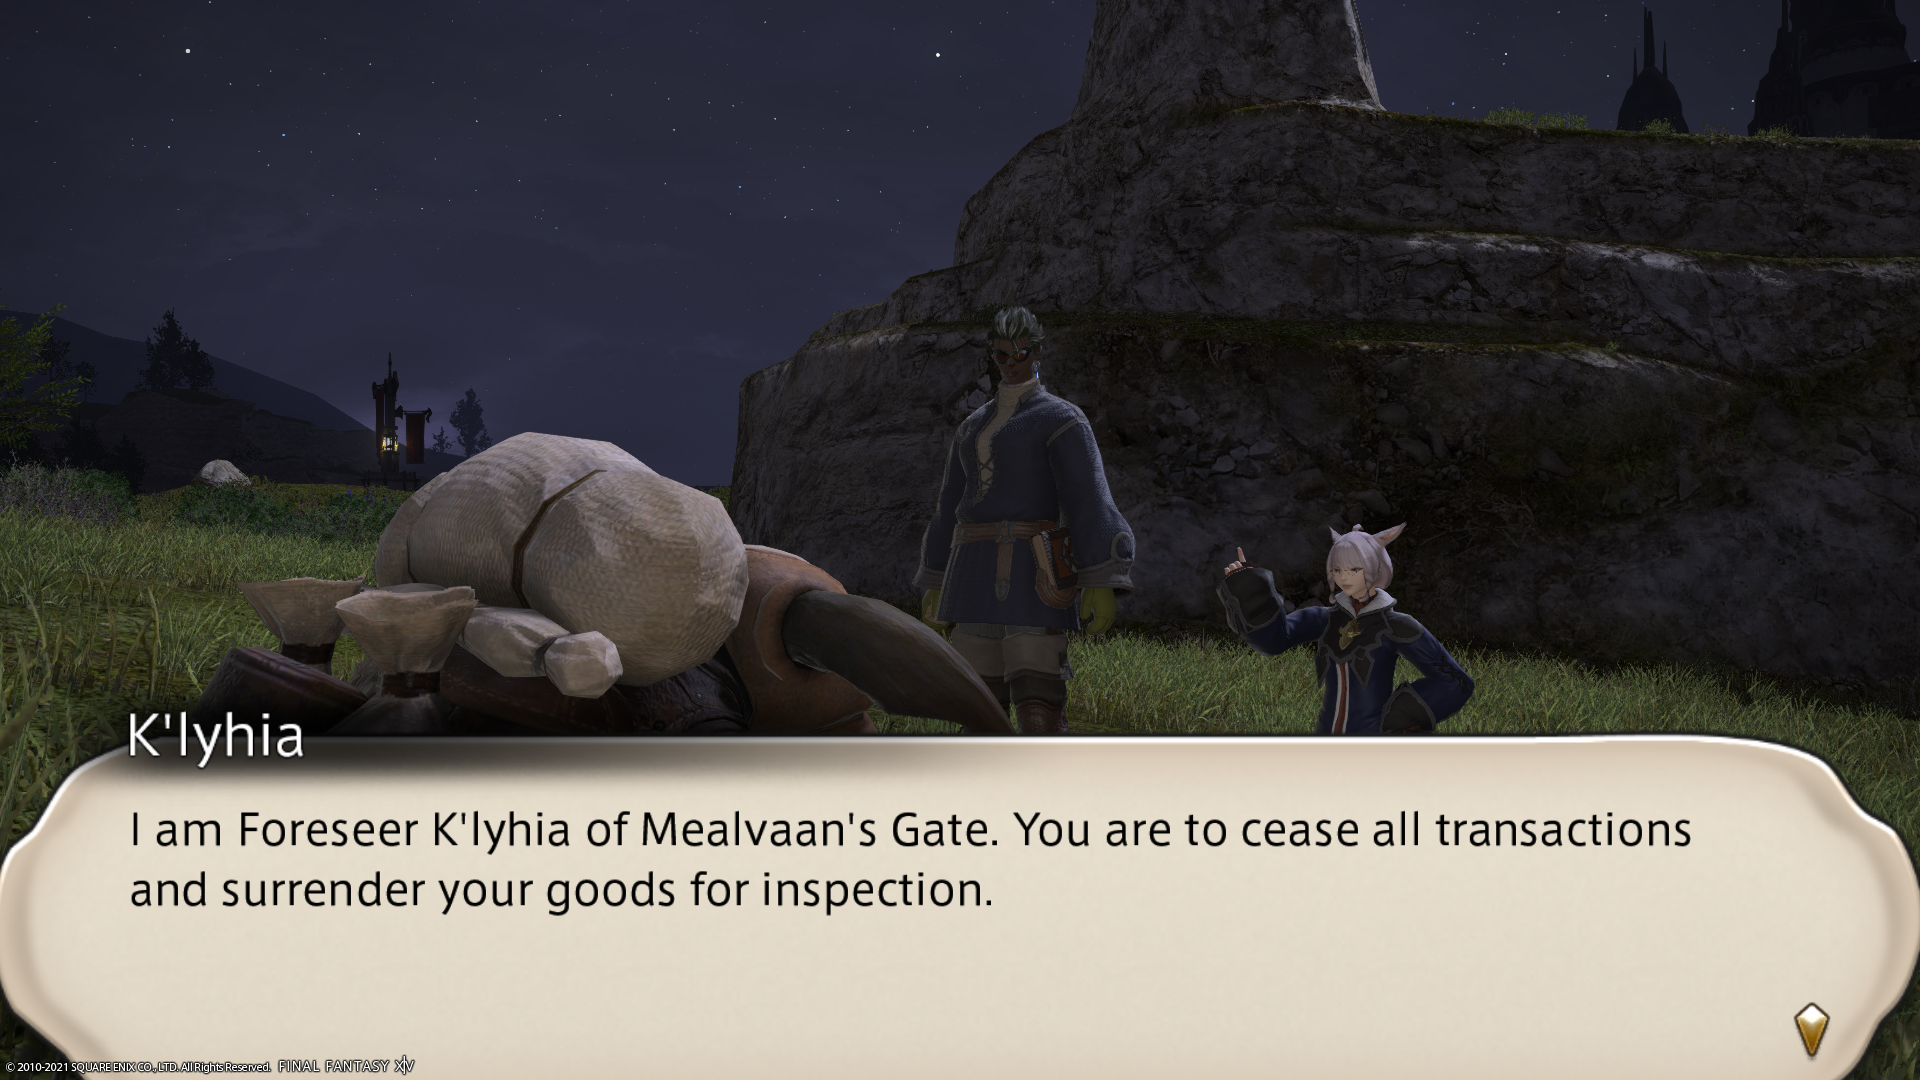 K'lyhia
I am Foreseer K'lyhia of Mealvaan's Gate. You are to cease all transactions
and surrender your goods for inspection.
© 2010-2021 SQUARE ENIX CO., LTD. All Rights Reserved. FINAL FANTASY XIV